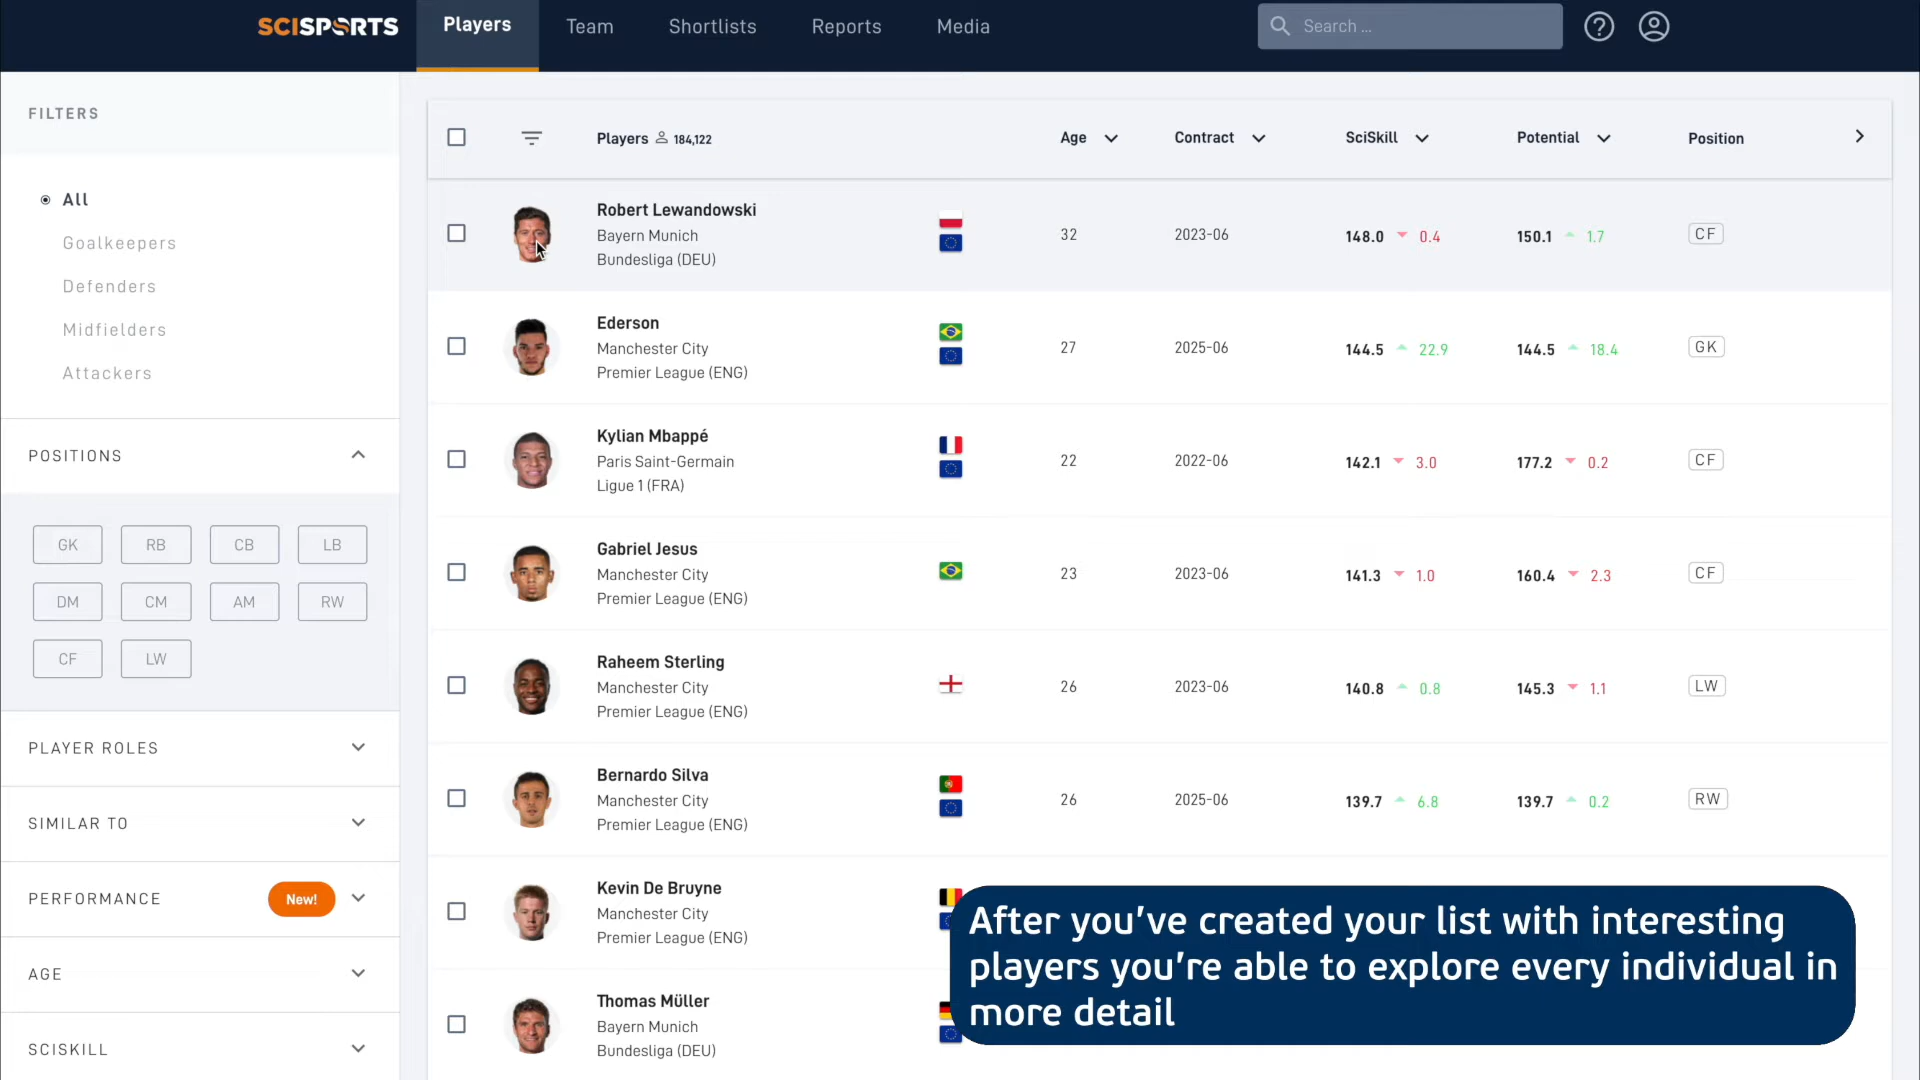 SCISPORTS
Players
Team
Shortlists
Reports
Media
Search ...
FILTERS
All
Goalkeepers
Defenders
Midfielders
Attackers
POSITIONS
GK RB CB LB
DM CM AM RW
CF LW
PLAYER ROLES
SIMILAR TO
PERFORMANCE New!
AGE
SCISKILL
Players 184,122 Age Contract SciSkill Potential Position
Robert Lewandowski
Bayern Munich
Bundesliga (DEU)
32 2023-06 148.0 0.4 150.1 1.7 CF
Ederson
Manchester City
Premier League (ENG)
27 2025-06 144.5 22.9 144.5 18.4 GK
Kylian Mbappé
Paris Saint-Germain
Ligue 1 (FRA)
22 2022-06 142.1 3.0 177.2 0.2 CF
Gabriel Jesus
Manchester City
Premier League (ENG)
23 2023-06 141.3 1.0 160.4 2.3 CF
Raheem Sterling
Manchester City
Premier League (ENG)
26 2023-06 140.8 0.8 145.3 1.1 LW
Bernardo Silva
Manchester City
Premier League (ENG)
26 2025-06 139.7 6.8 139.7 0.2 RW
Kevin De Bruyne
Manchester City
Premier League (ENG)
Thomas Müller
Bayern Munich
Bundesliga (DEU)
After you've created your list with interesting
players you're able to explore every individual in
more detail